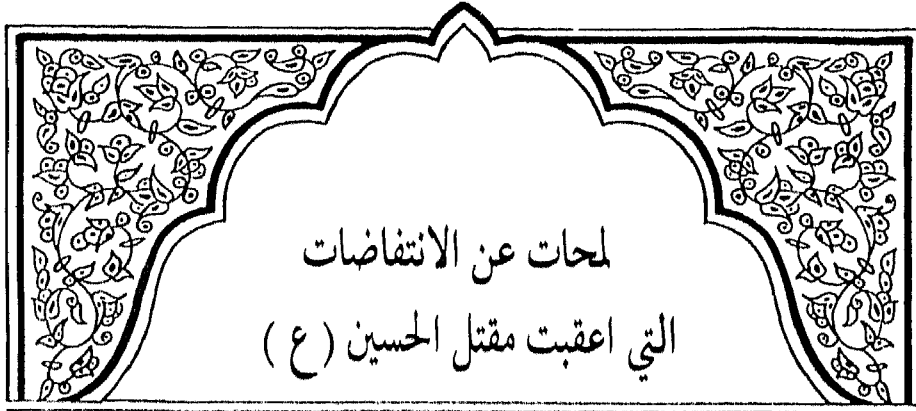 لمحات عن الانتفاضات
التي اعقبت مقتل الحسين ( ع )